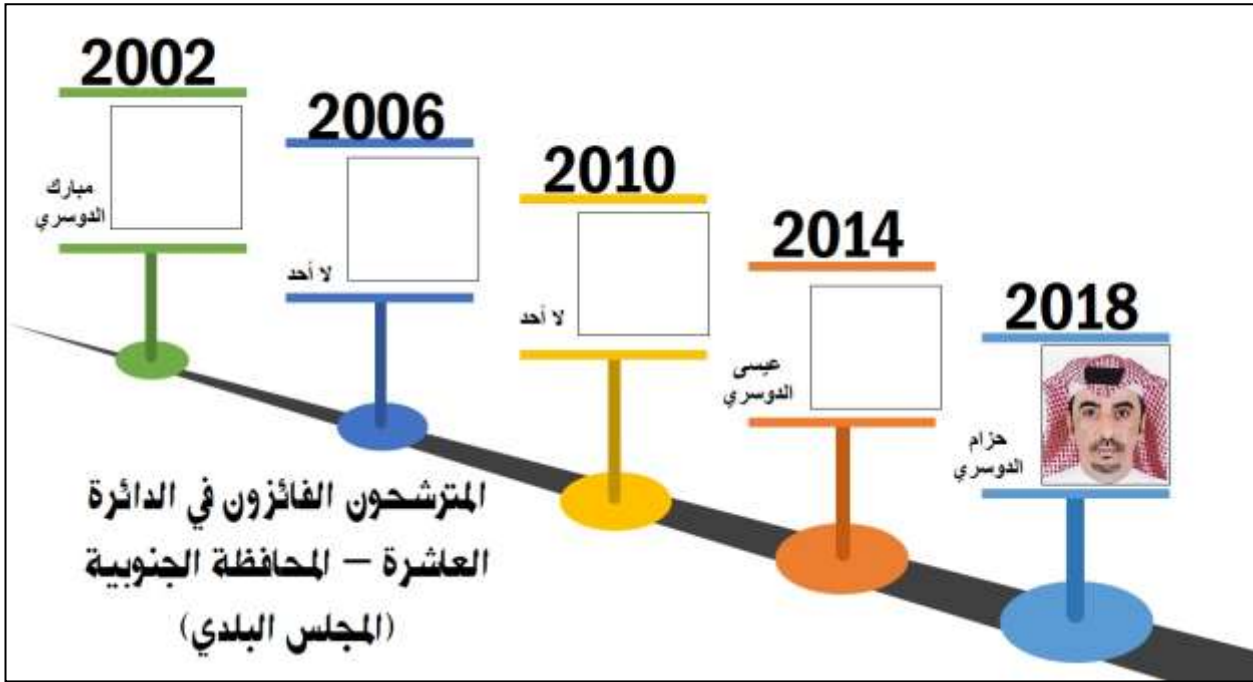 2002
مبارك
الدوسري
2006
لا أحد
2010
لا أحد
2014
عيسى
الدوسري
2018
حزام
الدوسري
المترشحون الفائزون في الدائرة
العاشرة – المحافظة الجنوبية
(المجلس البلدي)